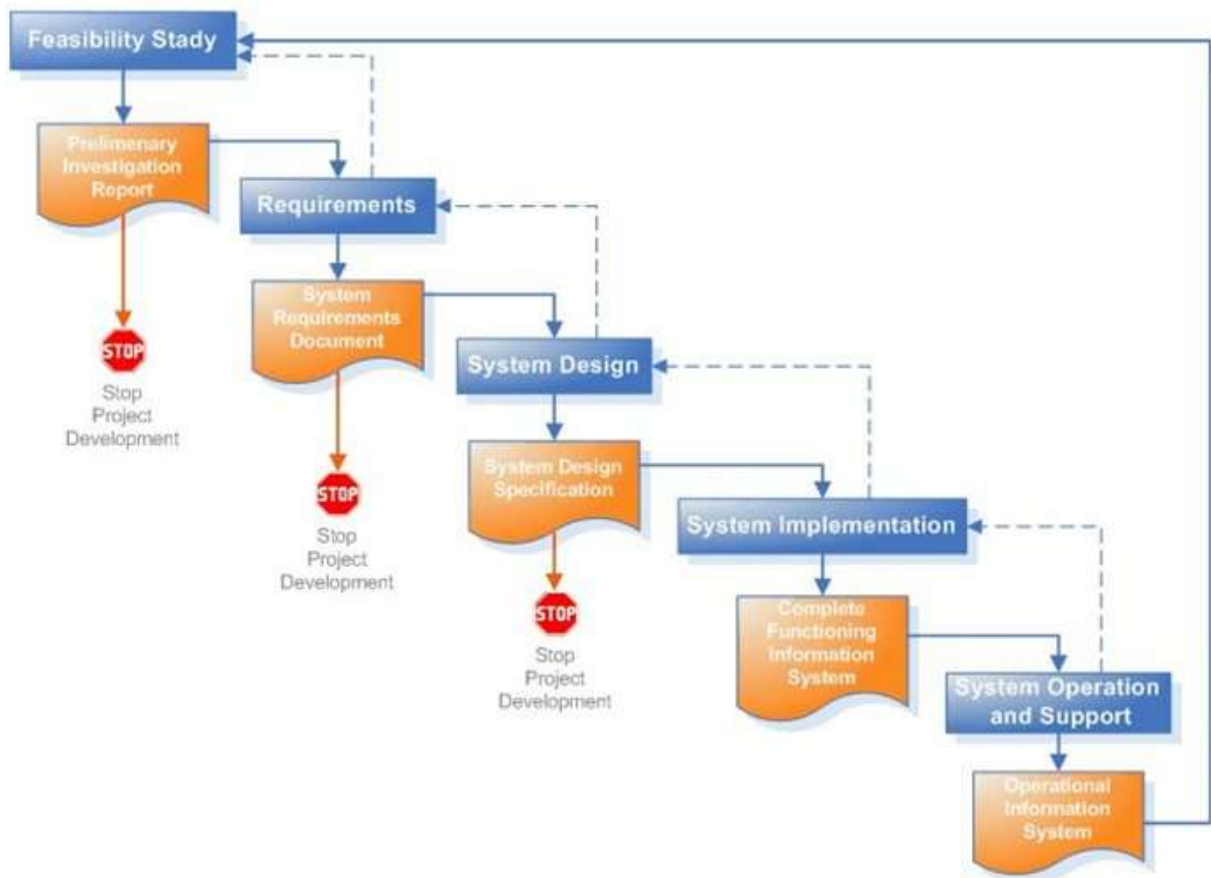 Feasibility Stady
Prelimenary
Investigation
Report
STOP
Stop
Project
Development
Requirements
System
Requirements
Document
STOP
Stop
Project
Development
System Design
System Design
Specification
STOP
Stop
Project
Development
System Implementation
Complete
Functioning
Information
System
System Operation
and Support
Operational
Information
System